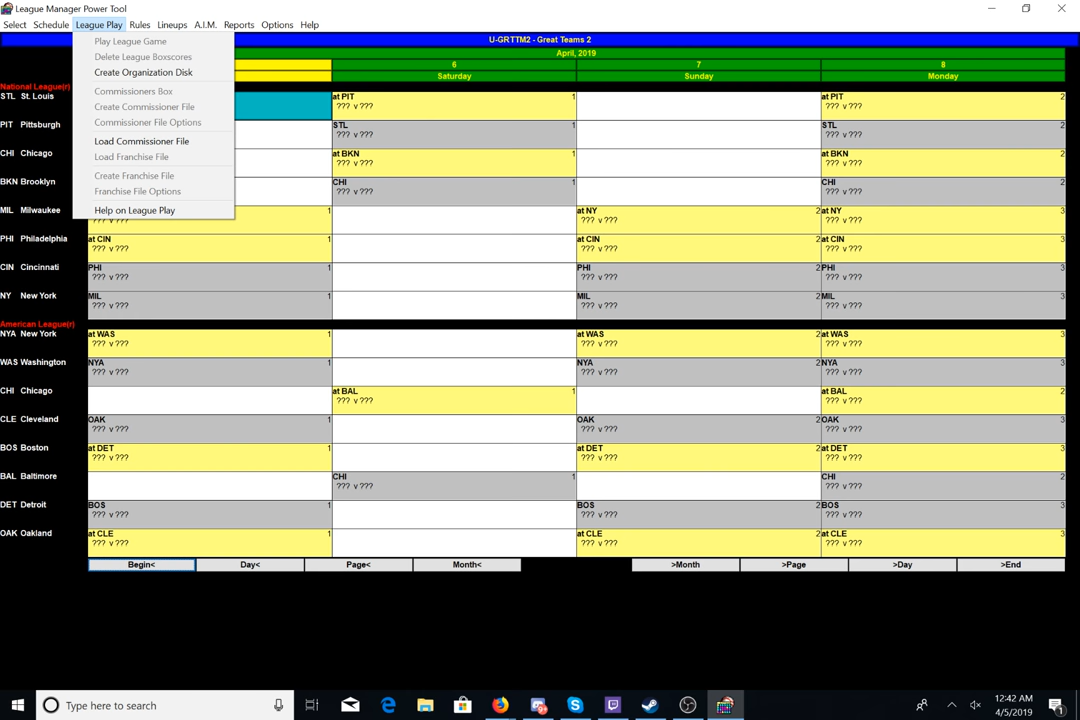 League Manager Power Tool
Select Schedule League Play Rules Lineups A.I.M. Reports Options Help
U-GRTTM2 - Great Teams 2
April, 2019
6 7 8
Saturday Sunday Monday
Play League Game
Delete League Boxscores
Create Organization Disk
Commissioners Box
Create Commissioner File
Commissioner File Options
Load Commissioner File
Load Franchise File
Create Franchise File
Franchise File Options
Help on League Play
National League(r)
STL St. Louis at PIT 1 at PIT 2
??? v ??? ??? v ???
PIT Pittsburgh STL 1 STL 2
??? v ??? ??? v ???
CHI Chicago at BKN 1 at BKN 2
??? v ??? ??? v ???
BKN Brooklyn CHI 1 CHI 2
??? v ??? ??? v ???
MIL Milwaukee 1 at NY 2 at NY 3
??? v ??? ??? v ??? ??? v ???
PHI Philadelphia at CIN 1 at CIN 2 at CIN 3
??? v ??? ??? v ??? ??? v ???
CIN Cincinnati PHI 1 PHI 2 PHI 3
??? v ??? ??? v ??? ??? v ???
NY New York MIL 1 MIL 2 MIL 3
??? v ??? ??? v ??? ??? v ???
American League(r)
NYA New York at WAS 1 at WAS 2 at WAS 3
??? v ??? ??? v ??? ??? v ???
WAS Washington NYA 1 NYA 2 NYA 3
??? v ??? ??? v ??? ??? v ???
CHI Chicago at BAL 1 at BAL 2
??? v ??? ??? v ???
CLE Cleveland OAK 1 OAK 2 OAK 3
??? v ??? ??? v ??? ??? v ???
BOS Boston at DET 1 at DET 2 at DET 3
??? v ??? ??? v ??? ??? v ???
BAL Baltimore CHI 1 CHI 2
??? v ??? ??? v ???
DET Detroit BOS 1 BOS 2 BOS 3
??? v ??? ??? v ??? ??? v ???
OAK Oakland at CLE 1 at CLE 2 at CLE 3
??? v ??? ??? v ??? ??? v ???
Begin< Day< Page< Month< >Month >Page >Day >End
Type here to search
12:42 AM
4/5/2019
1